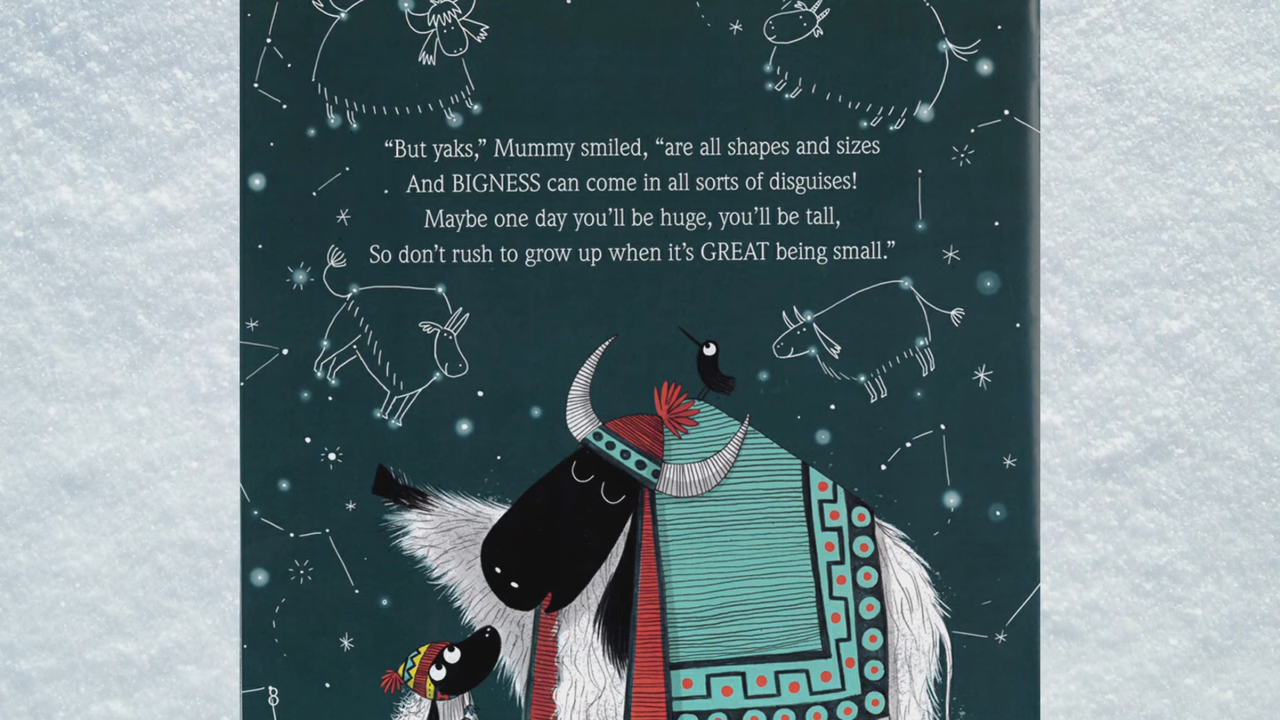 “But yaks,” Mummy smiled, “are all shapes and sizes
And BIGNESS can come in all sorts of disguises!
Maybe one day you’ll be huge, you’ll be tall,
So don’t rush to grow up when it’s GREAT being small.”
8